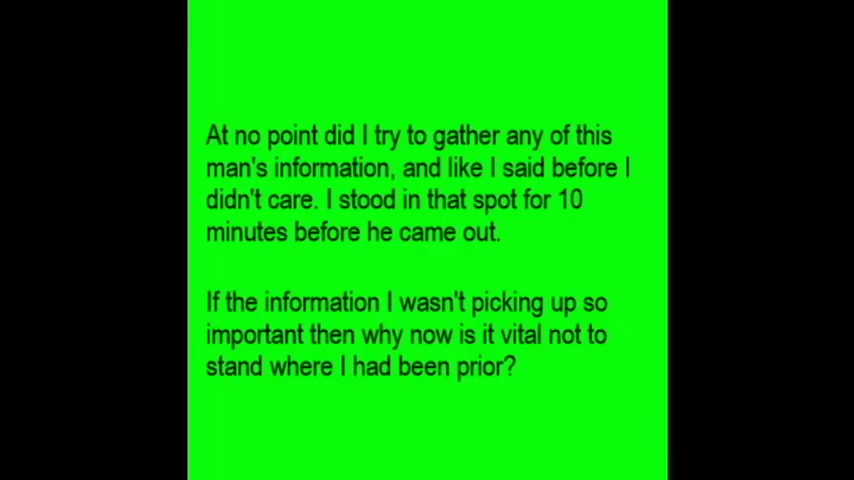 At no point did I try to gather any of this
man's information, and like I said before I
didn't care. I stood in that spot for 10
minutes before he came out.
If the information I wasn't picking up so
important then why now is it vital not to
stand where I had been prior?